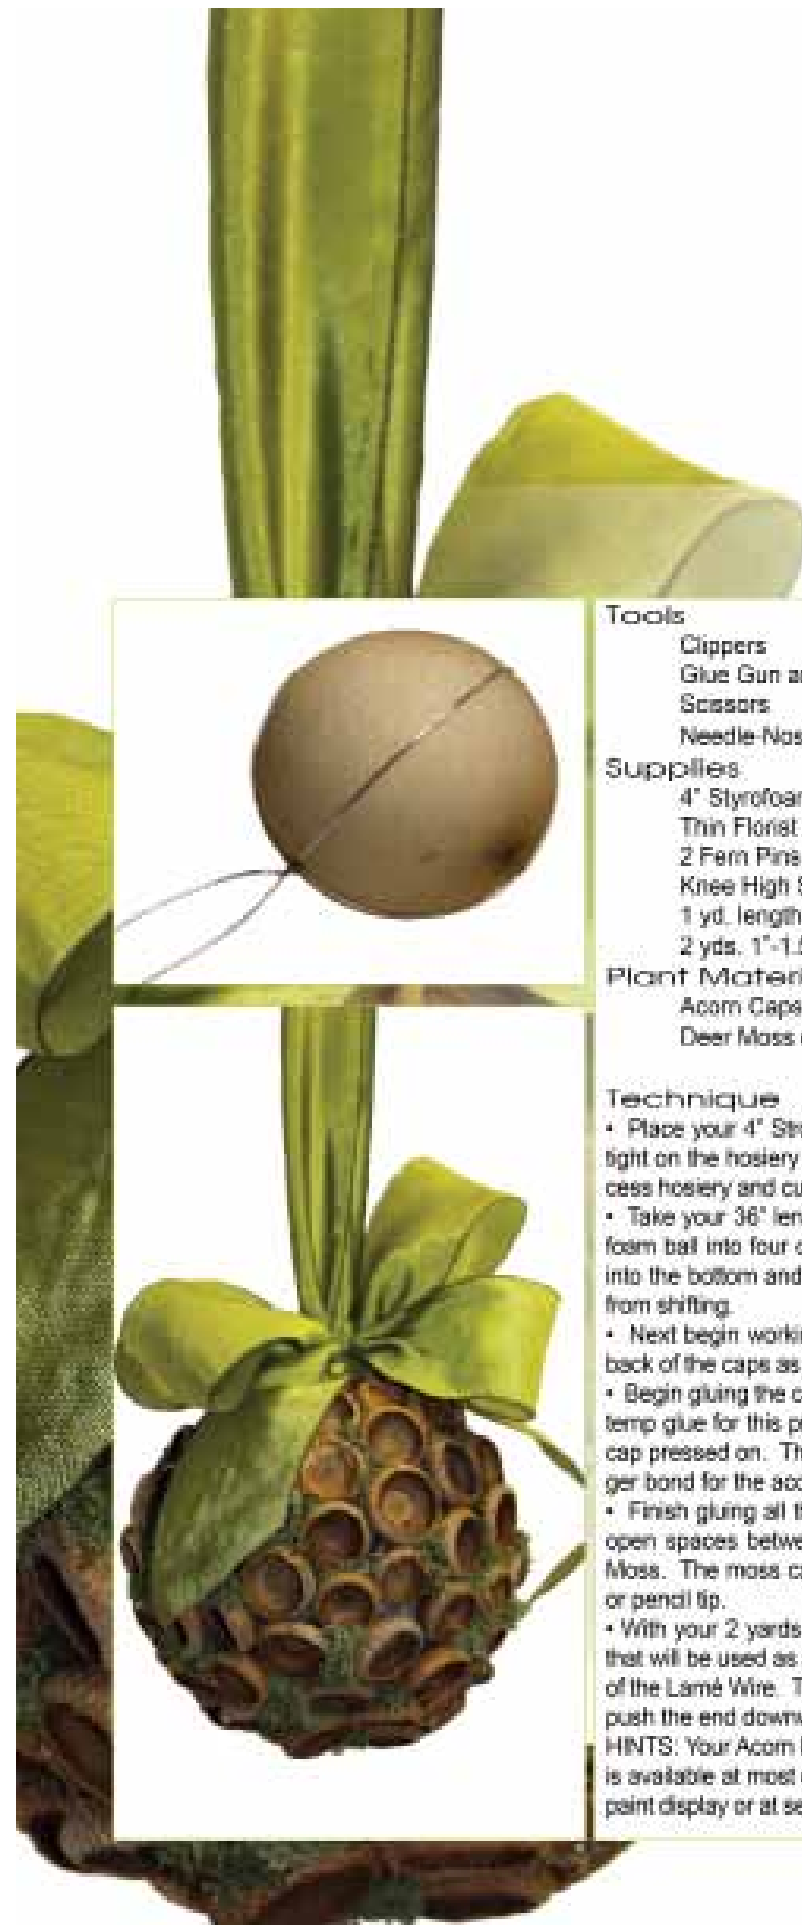 Tools
Clippers
Glue Gun a
Scissors
Needle-Nos
Supplies
4" Styrofoar
Thin Florist
2 Fern Pins
Knee High S
1 yd. length
2 yds. 1"-1.5
Plant Materi
Acorn Caps
Deer Moss
Technique
• Place your 4" Stro
tight on the hosiery
cess hosiery and cu
• Take your 36" len
foam ball into four
into the bottom and
from shifting.
• Next begin worki
back of the caps as
• Begin gluing the c
temp glue for this p
cap pressed on. Th
ger bond for the aco
• Finish gluing all t
open spaces betwe
Moss. The moss ca
or pencil tip.
• With your 2 yards
that will be used as
of the Lamé Wire. T
push the end downw
HINTS: Your Acorn
is available at most
paint display or at se